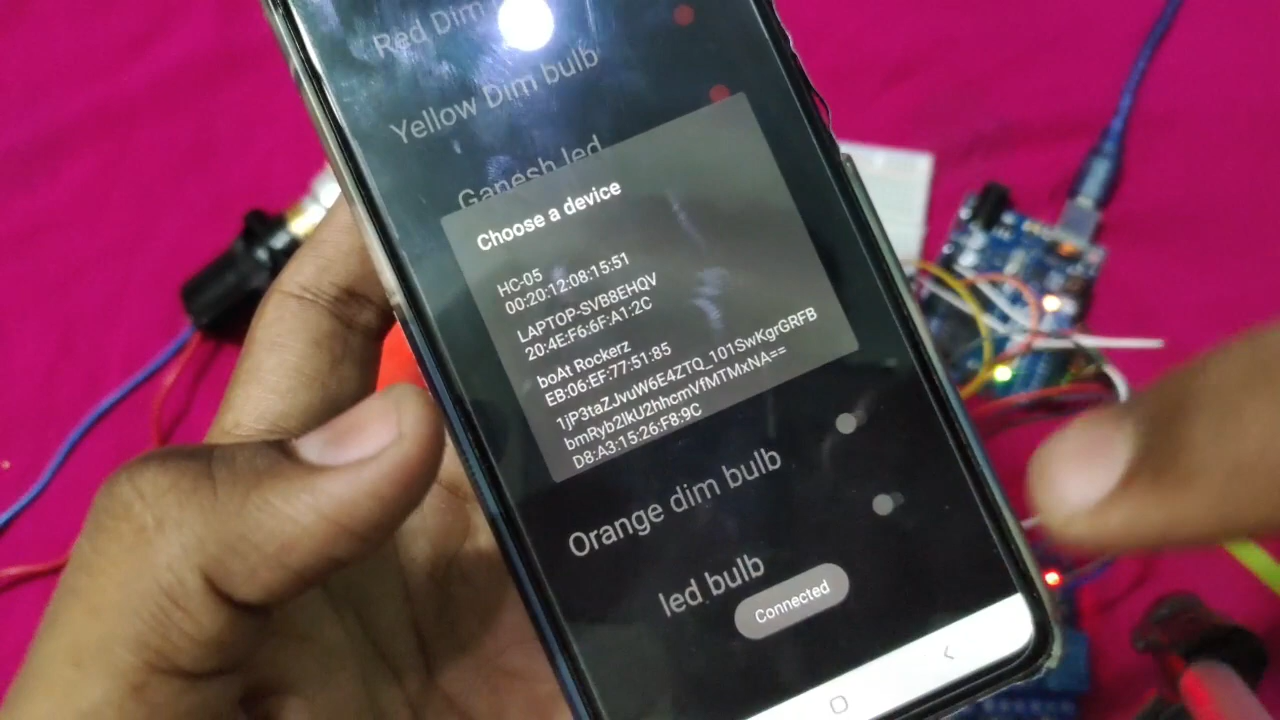 Red Dim
Yellow Dim bulb
Ganesh led
Choose a device
HC-05
00:20:12:08:15:51
LAPTOP-SVB8EHQV
20:4E:F6:6F:A1:2C
boAt Rockerz
EB:06:EF:77:51:85
1jP3taZJvuW6E4ZTQ_101SwKgrGRFB
bmRyb2lkU2hhcmVfMTMxNA==
D8:A3:15:26:F8:9C
Orange dim bulb
led bulb
Connected